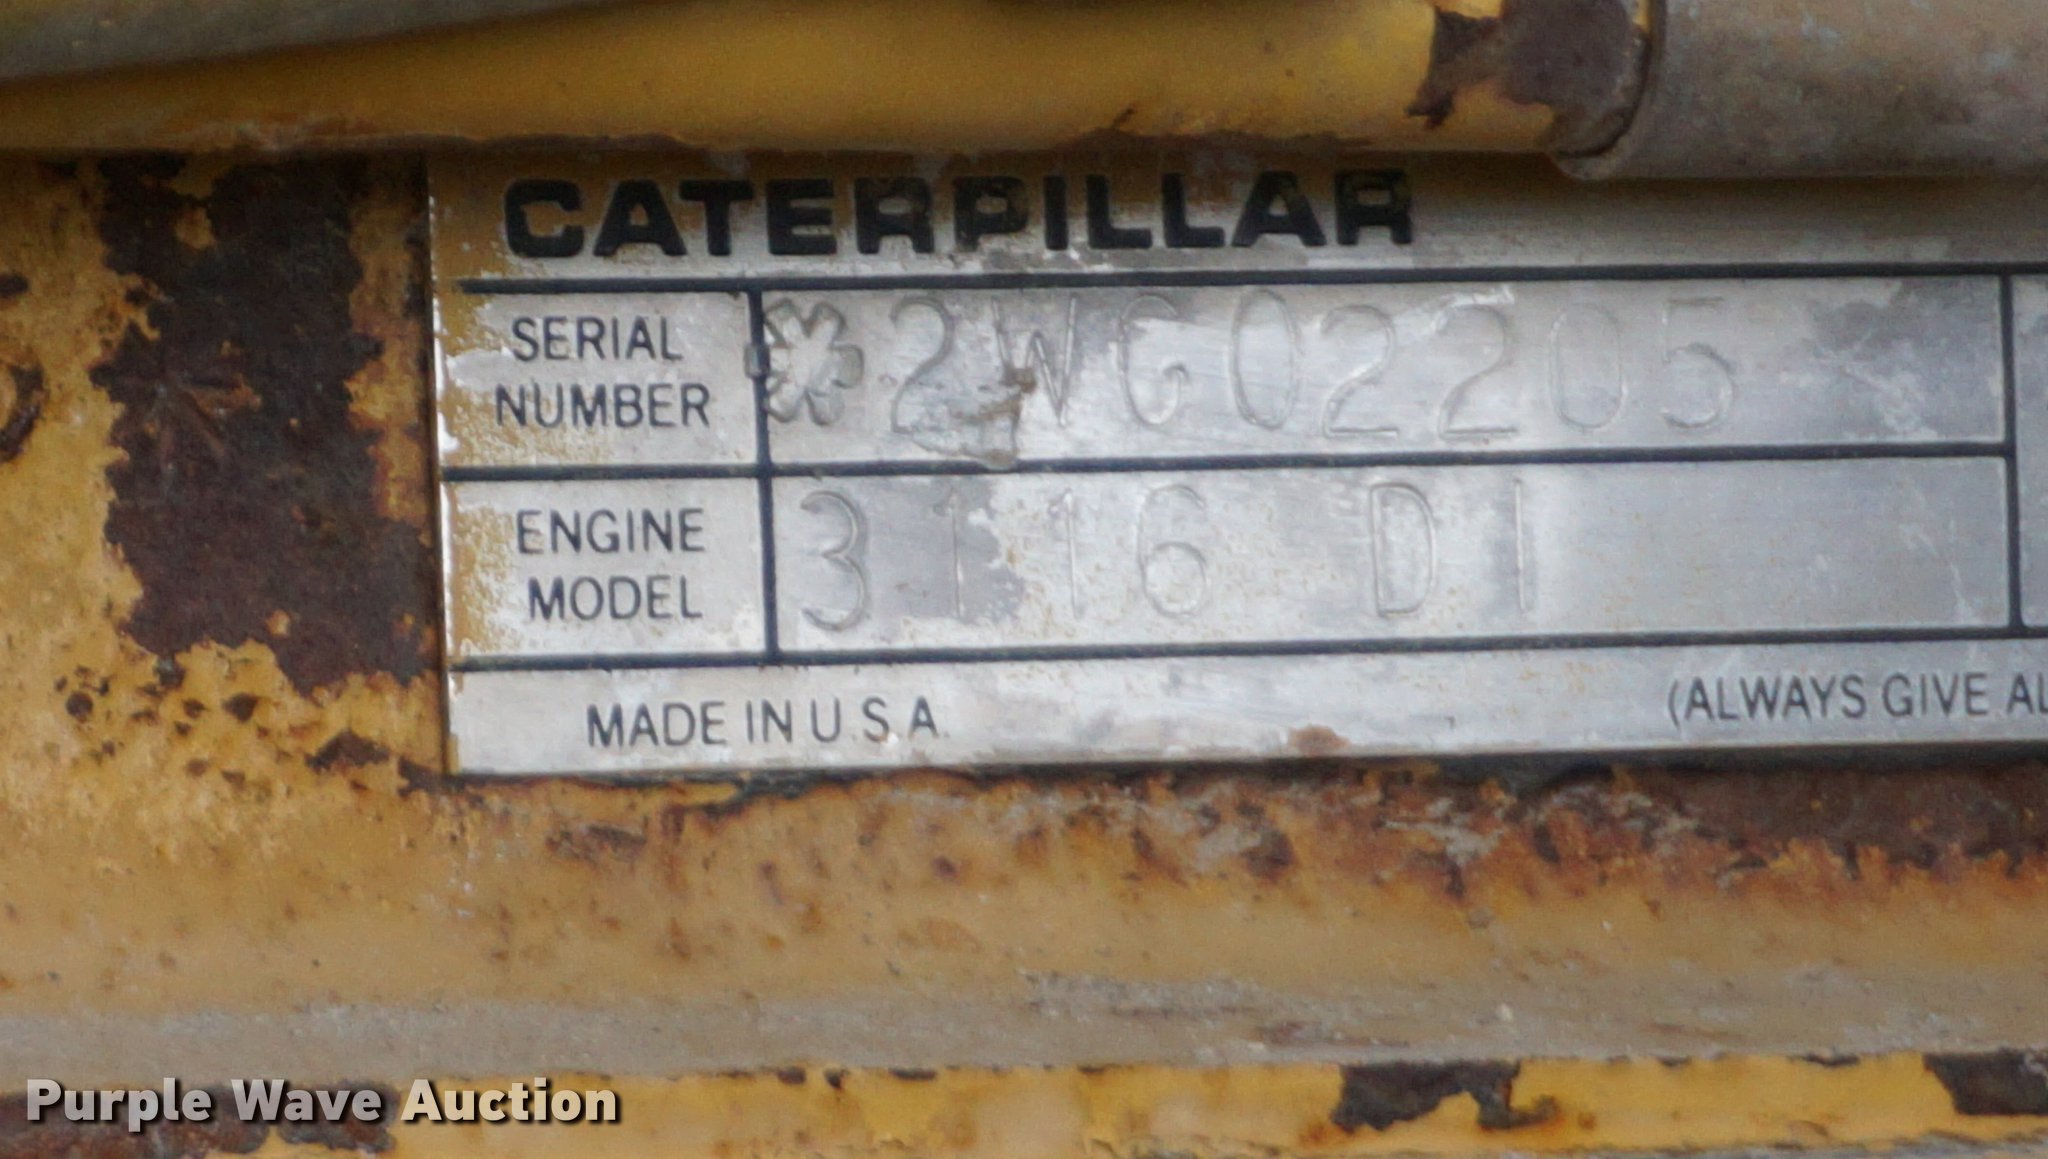 CATERPILLAR
SERIAL NUMBER *2WG02205
ENGINE MODEL 3116 DI
MADE IN U.S.A. (ALWAYS GIVE AL
Purple Wave Auction